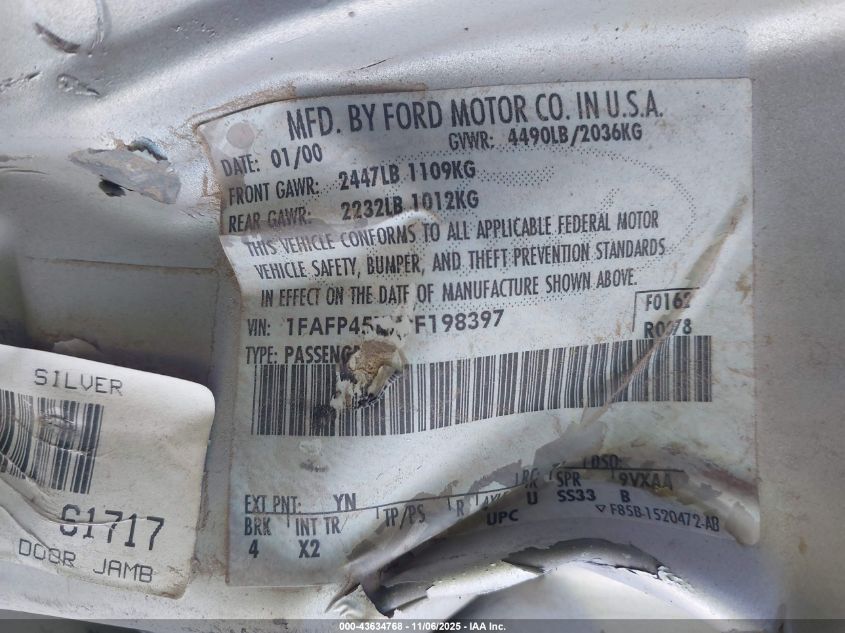 MFD. BY FORD MOTOR CO. IN U.S.A.
DATE: 01/00 GVWR: 4490LB/2036KG
FRONT GAWR: 2447LB 1109KG
REAR GAWR: 2232LB 1012KG
THIS VEHICLE CONFORMS TO ALL APPLICABLE FEDERAL MOTOR
VEHICLE SAFETY, BUMPER, AND THEFT PREVENTION STANDARDS
IN EFFECT ON THE DATE OF MANUFACTURE SHOWN ABOVE.
VIN: F198397
F0162
TYPE:
EXT PNT: YN
BRK INT TR TP/PS R SPR 9VXAA
4 X2 U SS33 B
UPC ▽F85B-1520472-AB
SILVER
61717
DOOR JAMB
000-43634768 - 11/06/2025 - IAA Inc.